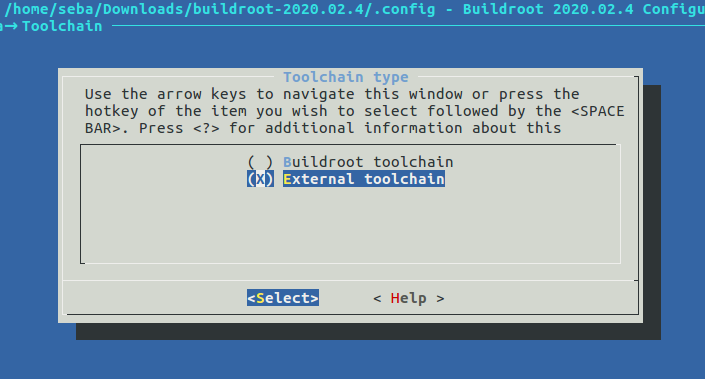 /home/seba/Downloads/buildroot-2020.02.4/.config - Buildroot 2020.02.4 Configu
n→ Toolchain
Toolchain type
Use the arrow keys to navigate this window or press the
hotkey of the item you wish to select followed by the <SPACE
BAR>. Press <?> for additional information about this
( ) Buildroot toolchain
(X) External toolchain
<Select> < Help >